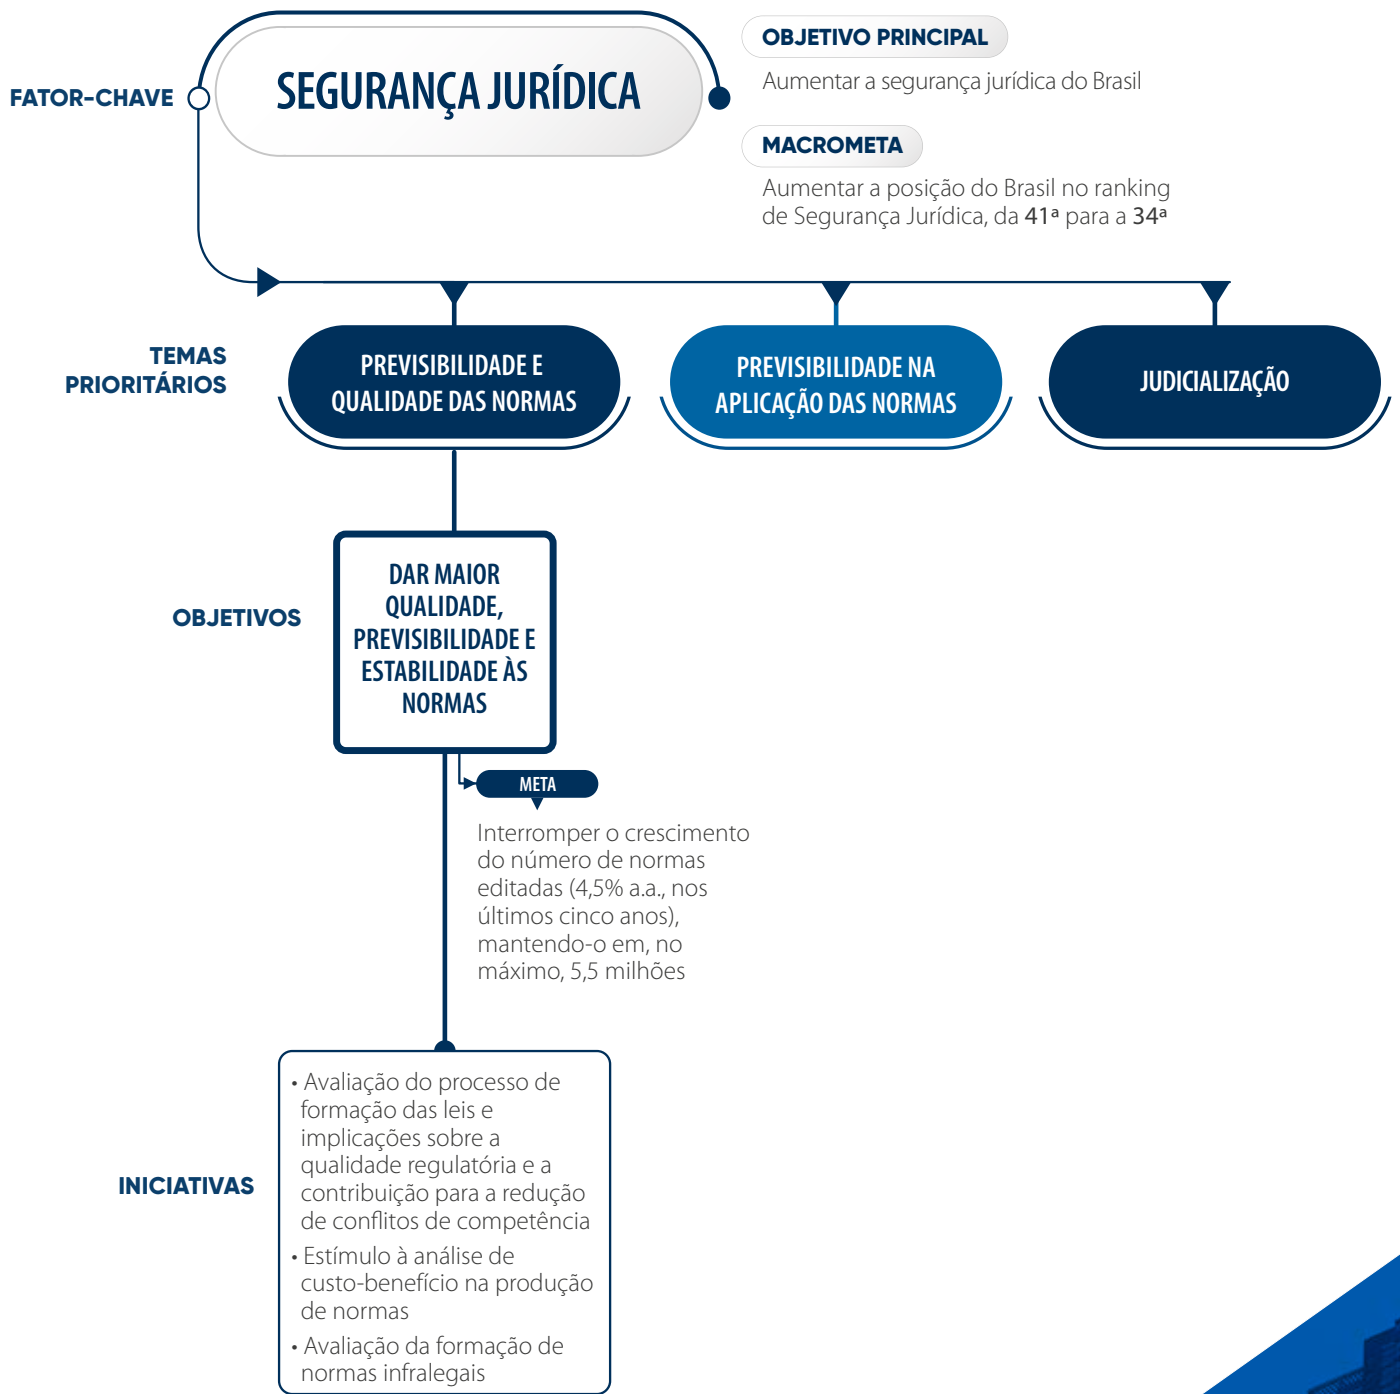 FATOR-CHAVE
SEGURANÇA JURÍDICA
OBJETIVO PRINCIPAL
Aumentar a segurança jurídica do Brasil
MACROMETA
Aumentar a posição do Brasil no ranking
de Segurança Jurídica, da 41ª para a 34ª
TEMAS
PRIORITÁRIOS
PREVISIBILIDADE E
QUALIDADE DAS NORMAS
PREVISIBILIDADE NA
APLICAÇÃO DAS NORMAS
JUDICIALIZAÇÃO
OBJETIVOS
DAR MAIOR
QUALIDADE,
PREVISIBILIDADE E
ESTABILIDADE ÀS
NORMAS
META
Interromper o crescimento
do número de normas
editadas (4,5% a.a., nos
últimos cinco anos),
mantendo-o em, no
máximo, 5,5 milhões
INICIATIVAS
• Avaliação do processo de
formação das leis e
implicações sobre a
qualidade regulatória e a
contribuição para a redução
de conflitos de competência
• Estímulo à análise de
custo-benefício na produção
de normas
• Avaliação da formação de
normas infralegais